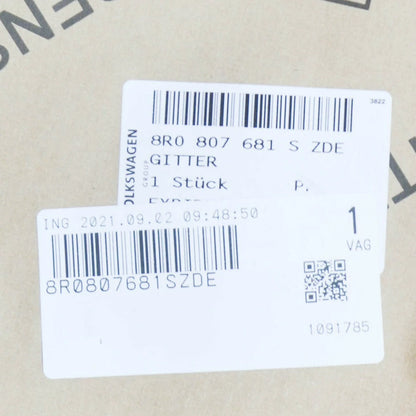 ENS
3822
VOLKSWAGEN
GROUP
8R0 807 681 S ZDE
GITTER
1 Stück P.
ING 2021.09.02 09:48:50
1
VAG
8R0807681SZDE
1091785